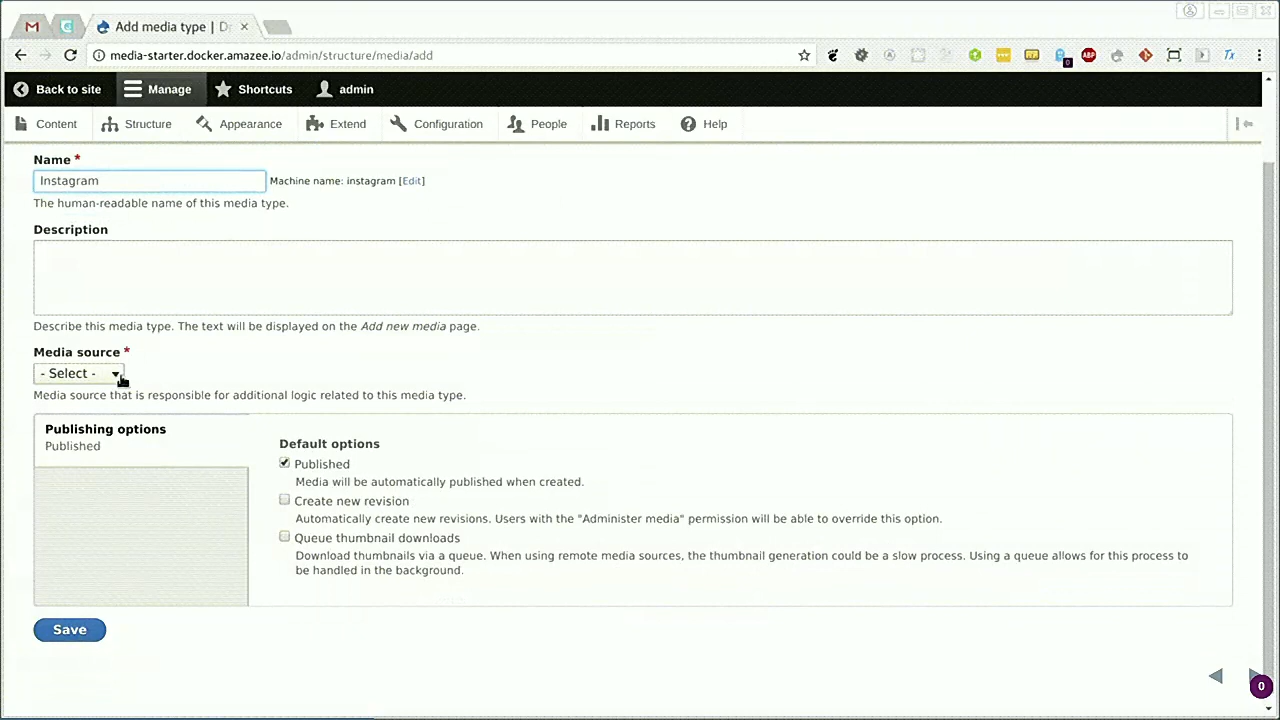 Add media type | D
media-starter.docker.amazee.io/admin/structure/media/add
ABP
Tx
0
Back to site
Manage
Shortcuts
admin
Content
Structure
Appearance
Extend
Configuration
People
Reports
Help
Name *
Instagram
Machine name: instagram [Edit]
The human-readable name of this media type.
Description
Describe this media type. The text will be displayed on the Add new media page.
Media source *
- Select -
Media source that is responsible for additional logic related to this media type.
Publishing options
Published
Default options
Published
Media will be automatically published when created.
Create new revision
Automatically create new revisions. Users with the "Administer media" permission will be able to override this option.
Queue thumbnail downloads
Download thumbnails via a queue. When using remote media sources, the thumbnail generation could be a slow process. Using a queue allows for this process to
be handled in the background.
Save
0